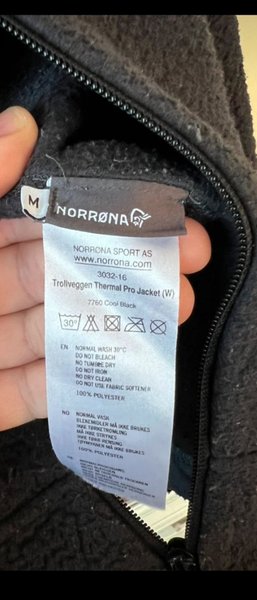 M
NORRØNA
NORRØNA SPORT AS
www.norrona.com
3032-16
Trollveggen Thermal Pro Jacket (W)
7760 Cool Black
30°
EN NORMAL WASH 30°C
DO NOT BLEACH
NO TUMBLE DRY
DO NOT IRON
NO DRY CLEAN
DO NOT USE FABRIC SOFTENER
100% POLYESTER
NO NORMAL VASK
BLEKEMIDLER MÅ IKKE BRUKES
IKKE TØRKETROMLING
MÅ IKKE STRYKES
IKKE TØRR RENSING
TØYMYKNER MÅ IKKE BRUKES
100% POLYESTER